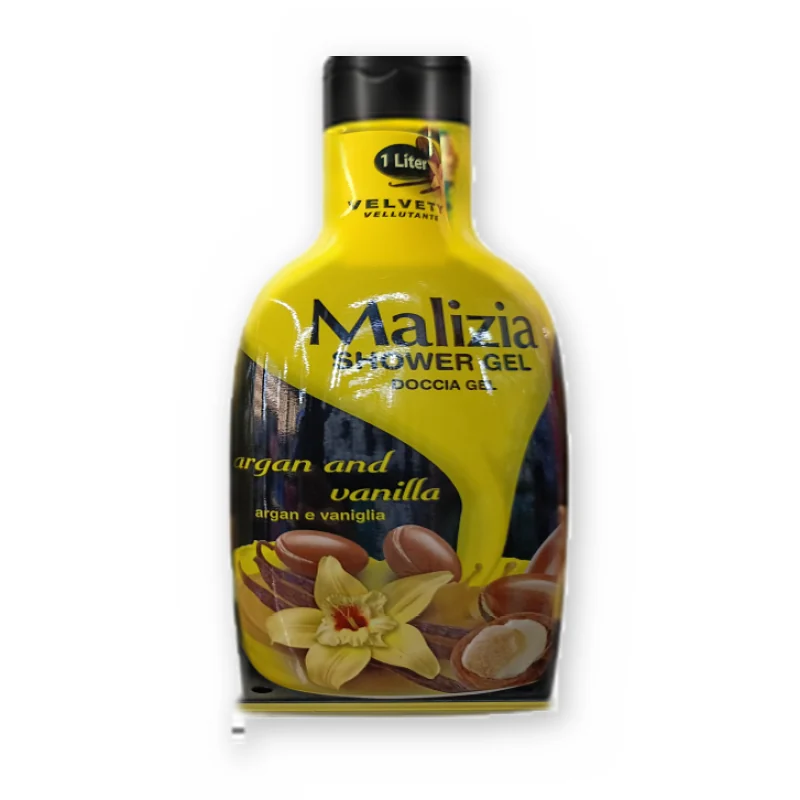 1 Liter
VELVETY
VELLUTANTE
Malizia
SHOWER GEL
DOCCIA GEL
argan and
vanilla
argan e vaniglia